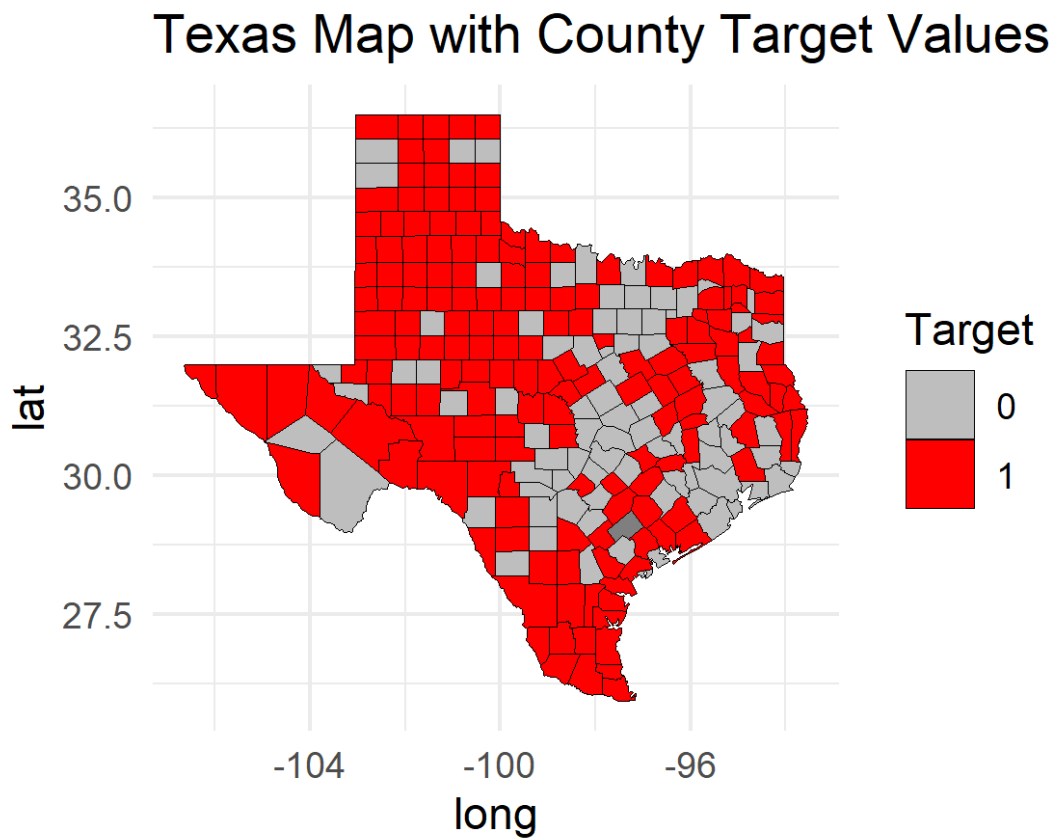 Texas Map with County Target Values
lat
35.0
32.5
30.0
27.5
-104
-100
-96
long
Target
0
1